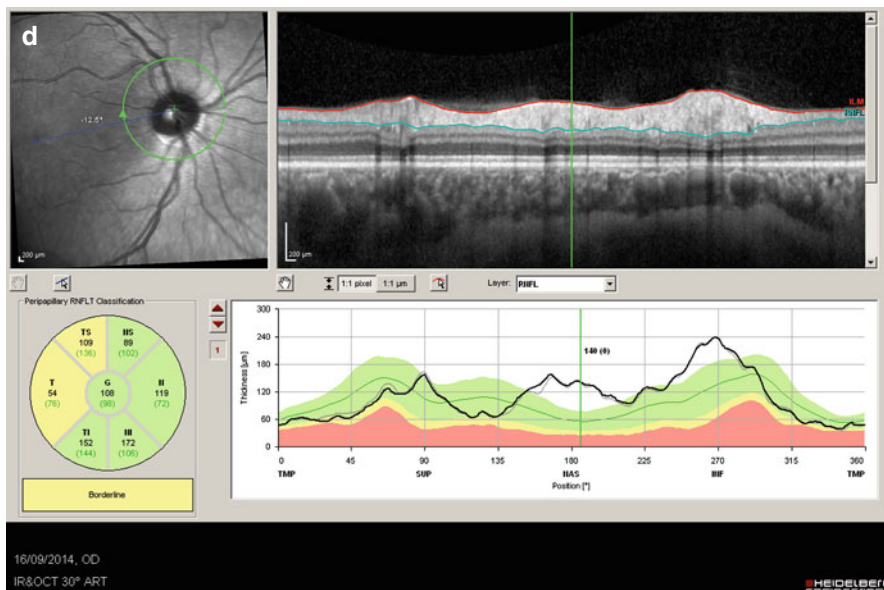 d
-12.6°
200 µm
ILM
RNFL
200 µm
1:1 pixel
1:1 µm
Layer:
RNFL
Peripapillary RNFLT Classification
TS
109
(136)
NS
89
(102)
T
54
(76)
G
108
(98)
N
119
(72)
TI
152
(144)
NI
172
(106)
Borderline
1
Thickness [µm]
300
240
180
120
60
0
140 (0)
0 45 90 135 180 225 270 315 360
TMP SUP NAS INF TMP
Position [°]
16/09/2014, OD
IR&OCT 30° ART
HEIDELBERG